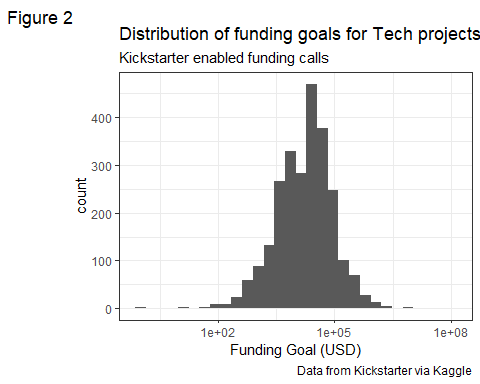 Figure 2
Distribution of funding goals for Tech projects
Kickstarter enabled funding calls
400
300
200
100
0
count
1e+02 1e+05 1e+08
Funding Goal (USD)
Data from Kickstarter via Kaggle